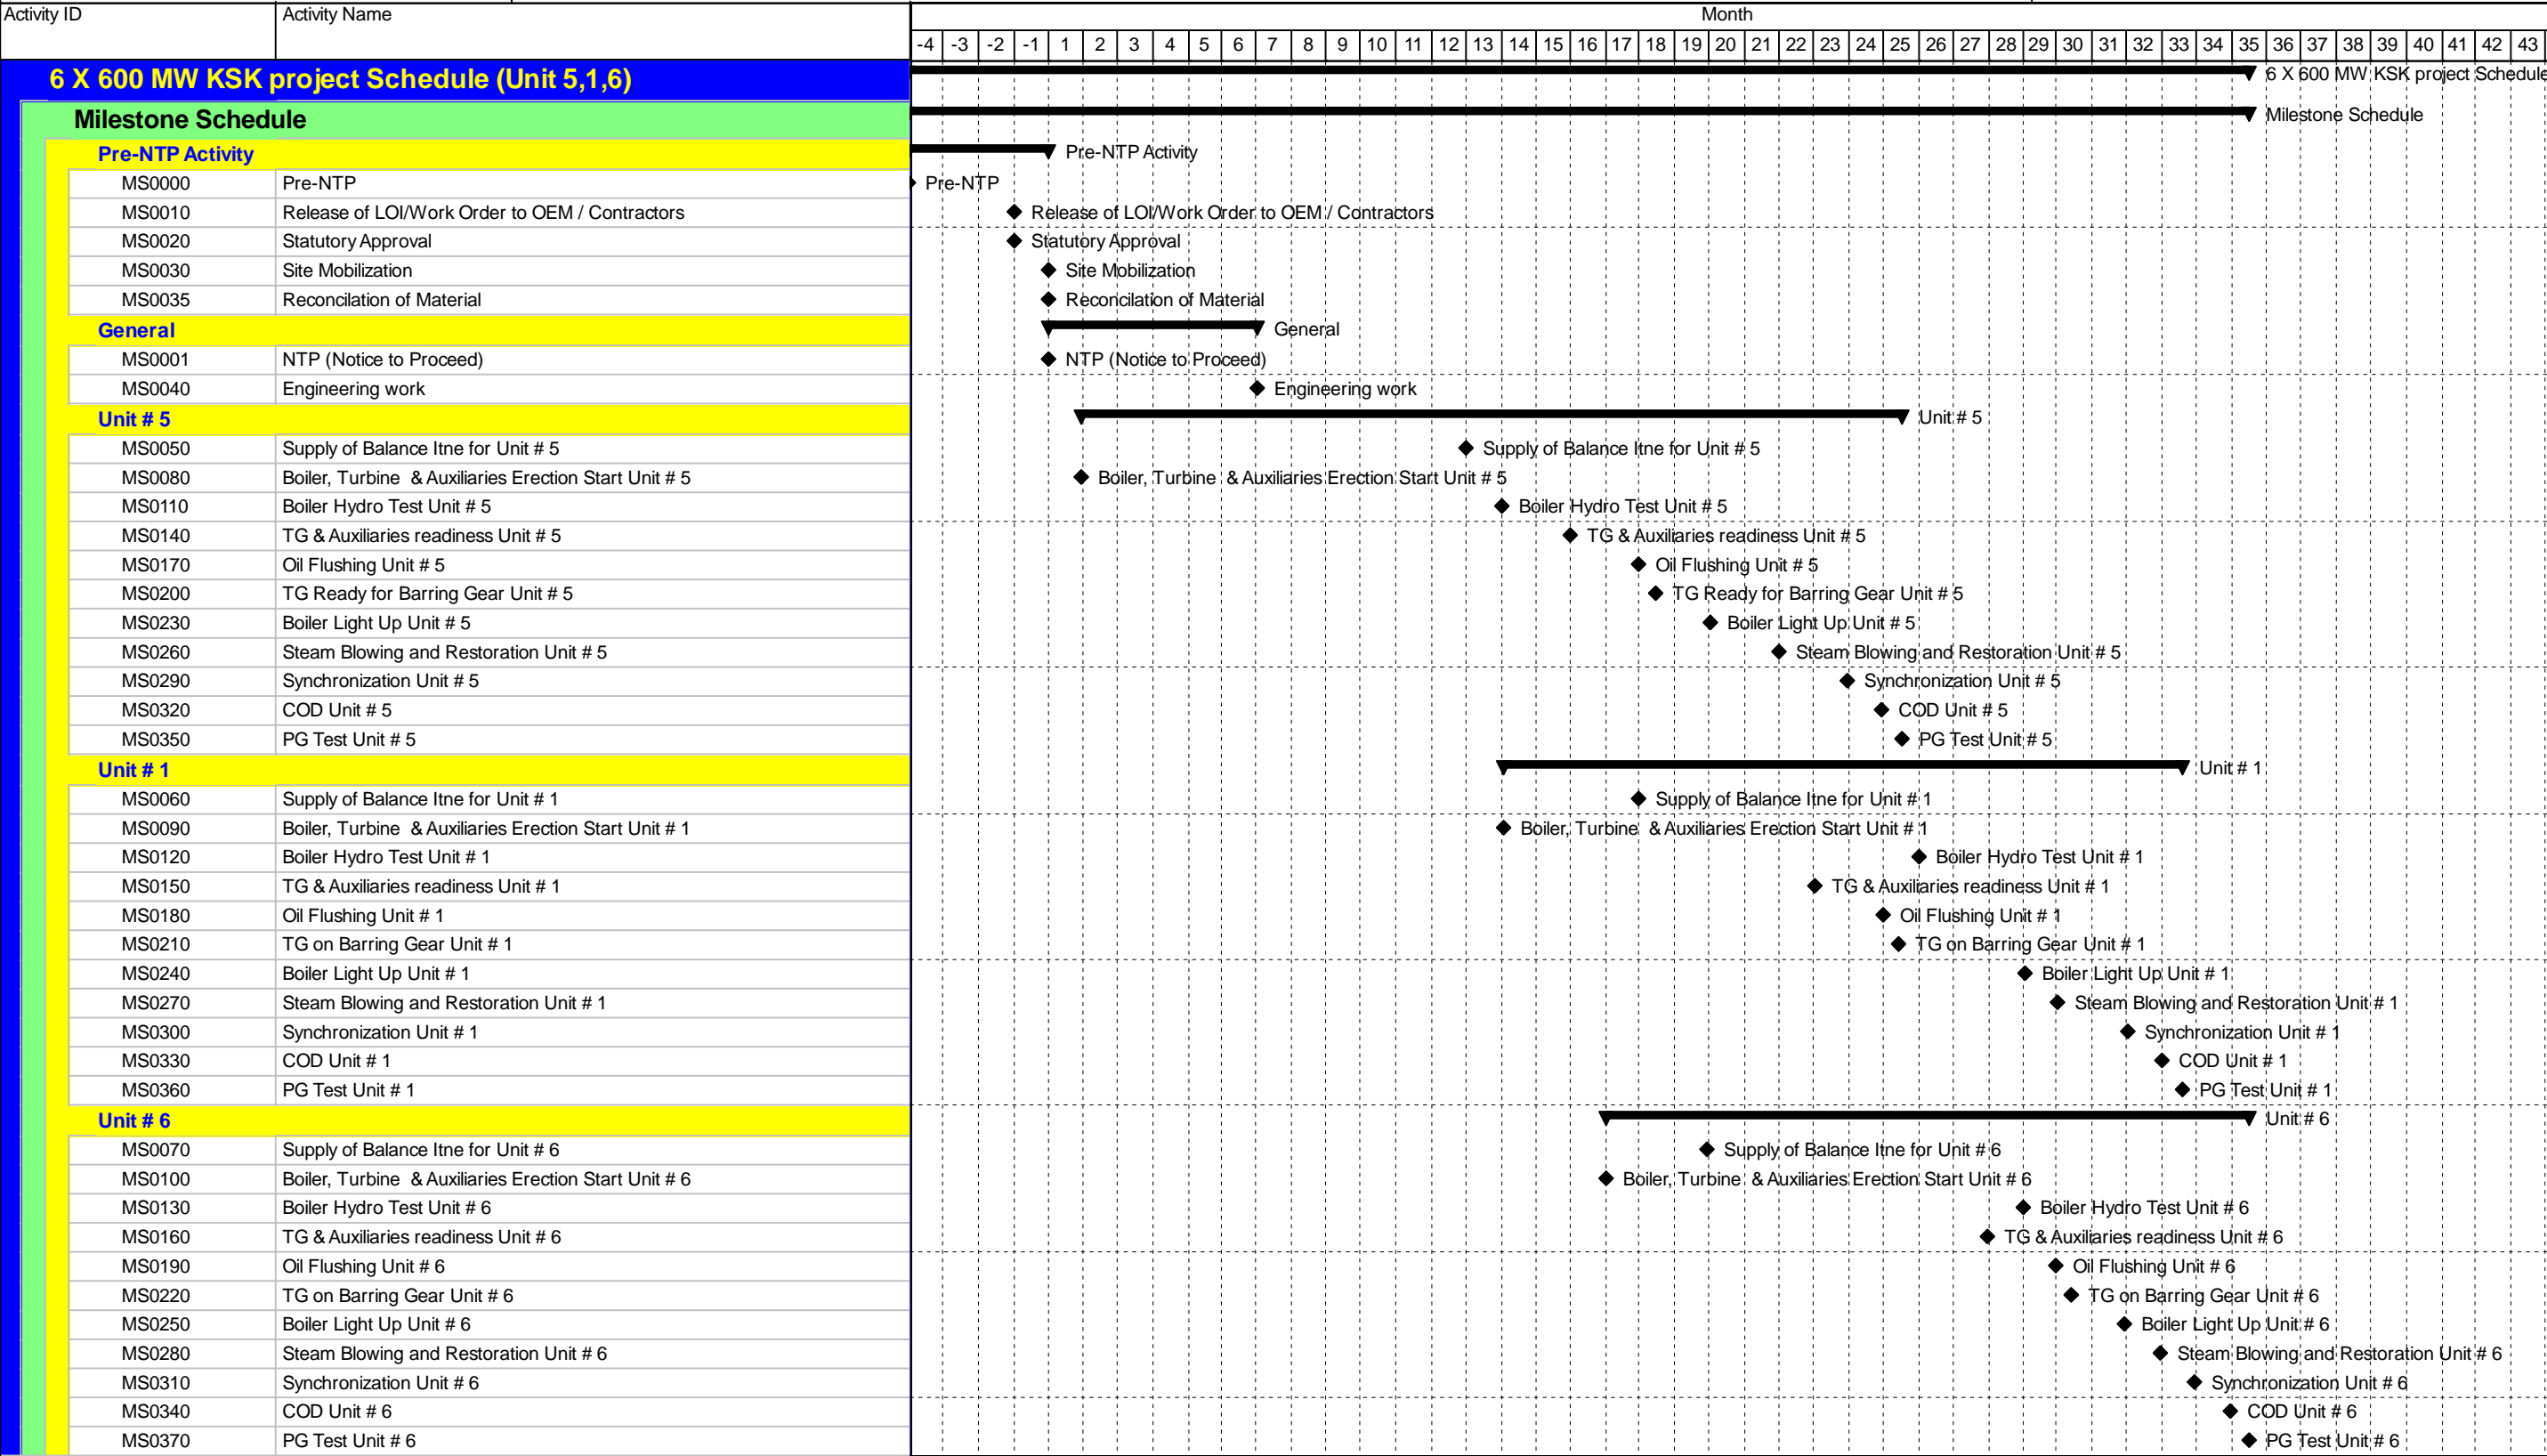 Activity ID Activity Name Month
-4 -3 -2 -1 1 2 3 4 5 6 7 8 9 10 11 12 13 14 15 16 17 18 19 20 21 22 23 24 25 26 27 28 29 30 31 32 33 34 35 36 37 38 39 40 41 42 43
6 X 600 MW KSK project Schedule (Unit 5,1,6) 6 X 600 MW KSK project Schedule
Milestone Schedule Milestone Schedule
Pre-NTP Activity Pre-NTP Activity
MS0000 Pre-NTP Pre-NTP
MS0010 Release of LOI/Work Order to OEM / Contractors Release of LOI/Work Order to OEM / Contractors
MS0020 Statutory Approval Statutory Approval
MS0030 Site Mobilization Site Mobilization
MS0035 Reconcilation of Material Reconcilation of Material
General General
MS0001 NTP (Notice to Proceed) NTP (Notice to Proceed)
MS0040 Engineering work Engineering work
Unit # 5 Unit # 5
MS0050 Supply of Balance Itne for Unit # 5 Supply of Balance Itne for Unit # 5
MS0080 Boiler, Turbine & Auxiliaries Erection Start Unit # 5 Boiler, Turbine & Auxiliaries Erection Start Unit # 5
MS0110 Boiler Hydro Test Unit # 5 Boiler Hydro Test Unit # 5
MS0140 TG & Auxiliaries readiness Unit # 5 TG & Auxiliaries readiness Unit # 5
MS0170 Oil Flushing Unit # 5 Oil Flushing Unit # 5
MS0200 TG Ready for Barring Gear Unit # 5 TG Ready for Barring Gear Unit # 5
MS0230 Boiler Light Up Unit # 5 Boiler Light Up Unit # 5
MS0260 Steam Blowing and Restoration Unit # 5 Steam Blowing and Restoration Unit # 5
MS0290 Synchronization Unit # 5 Synchronization Unit # 5
MS0320 COD Unit # 5 COD Unit # 5
MS0350 PG Test Unit # 5 PG Test Unit # 5
Unit # 1 Unit # 1
MS0060 Supply of Balance Itne for Unit # 1 Supply of Balance Itne for Unit # 1
MS0090 Boiler, Turbine & Auxiliaries Erection Start Unit # 1 Boiler, Turbine & Auxiliaries Erection Start Unit # 1
MS0120 Boiler Hydro Test Unit # 1 Boiler Hydro Test Unit # 1
MS0150 TG & Auxiliaries readiness Unit # 1 TG & Auxiliaries readiness Unit # 1
MS0180 Oil Flushing Unit # 1 Oil Flushing Unit # 1
MS0210 TG on Barring Gear Unit # 1 TG on Barring Gear Unit # 1
MS0240 Boiler Light Up Unit # 1 Boiler Light Up Unit # 1
MS0270 Steam Blowing and Restoration Unit # 1 Steam Blowing and Restoration Unit # 1
MS0300 Synchronization Unit # 1 Synchronization Unit # 1
MS0330 COD Unit # 1 COD Unit # 1
MS0360 PG Test Unit # 1 PG Test Unit # 1
Unit # 6 Unit # 6
MS0070 Supply of Balance Itne for Unit # 6 Supply of Balance Itne for Unit # 6
MS0100 Boiler, Turbine & Auxiliaries Erection Start Unit # 6 Boiler, Turbine & Auxiliaries Erection Start Unit # 6
MS0130 Boiler Hydro Test Unit # 6 Boiler Hydro Test Unit # 6
MS0160 TG & Auxiliaries readiness Unit # 6 TG & Auxiliaries readiness Unit # 6
MS0190 Oil Flushing Unit # 6 Oil Flushing Unit # 6
MS0220 TG on Barring Gear Unit # 6 TG on Barring Gear Unit # 6
MS0250 Boiler Light Up Unit # 6 Boiler Light Up Unit # 6
MS0280 Steam Blowing and Restoration Unit # 6 Steam Blowing and Restoration Unit # 6
MS0310 Synchronization Unit # 6 Synchronization Unit # 6
MS0340 COD Unit # 6 COD Unit # 6
MS0370 PG Test Unit # 6 PG Test Unit # 6